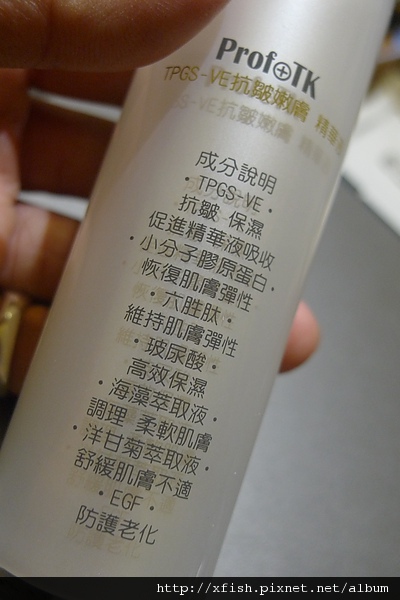 Prof⊕TK
TPGS-VE抗皺嫩膚 精華
成分說明
·TPGS-VE·
抗皺 保濕
促進精華液吸收
·小分子膠原蛋白·
恢復肌膚彈性
·六胜肽·
維持肌膚彈性
·玻尿酸·
高效保濕
·海藻萃取液·
調理 柔軟肌膚
·洋甘菊萃取液·
舒緩肌膚不適
·EGF·
防護老化
http://xfish.pixnet.net/album